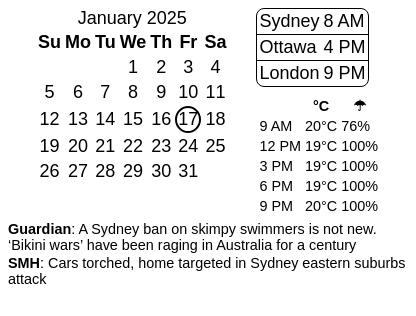 January 2025
Su Mo Tu We Th Fr Sa
1 2 3 4
5 6 7 8 9 10 11
12 13 14 15 16 17 18
19 20 21 22 23 24 25
26 27 28 29 30 31
Sydney 8 AM
Ottawa 4 PM
London 9 PM
°C ☂
9 AM 20°C 76%
12 PM 19°C 100%
3 PM 19°C 100%
6 PM 19°C 100%
9 PM 20°C 100%
Guardian: A Sydney ban on skimpy swimmers is not new.
‘Bikini wars’ have been raging in Australia for a century
SMH: Cars torched, home targeted in Sydney eastern suburbs
attack